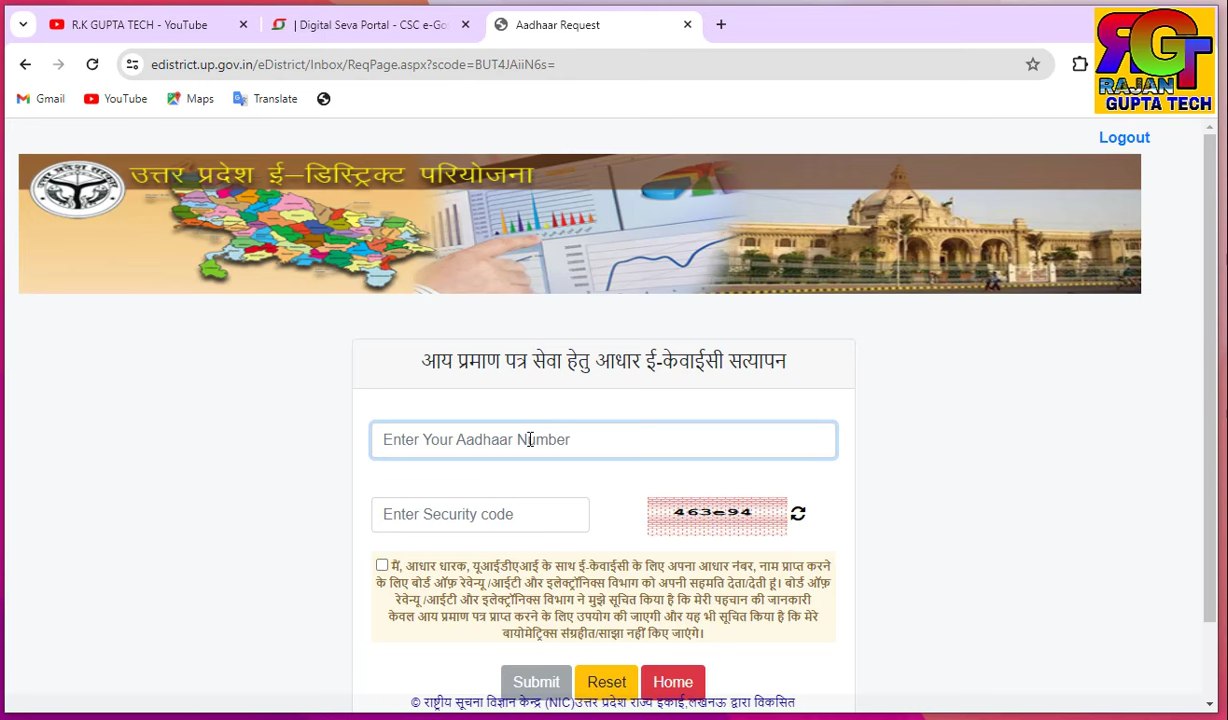 R.K GUPTA TECH - YouTube
| Digital Seva Portal - CSC e-Go
Aadhaar Request
edistrict.up.gov.in/eDistrict/Inbox/ReqPage.aspx?scode=BUT4JAiiN6s=
Gmail
YouTube
Maps
Translate
RGT
RAJAN
GUPTA TECH
Logout
उत्तर प्रदेश ई–डिस्ट्रिक्ट परियोजना
आय प्रमाण पत्र सेवा हेतु आधार ई-केवाईसी सत्यापन
Enter Your Aadhaar Number
Enter Security code
463e94
मैं, आधार धारक, यूआईडीएआई के साथ ई-केवाईसी के लिए अपना आधार नंबर, नाम प्राप्त करने
के लिए बोर्ड ऑफ़ रेवेन्यू /आईटी और इलेक्ट्रॉनिक्स विभाग को अपनी सहमति देता/देती हूं। बोर्ड ऑफ़
रेवेन्यू /आईटी और इलेक्ट्रॉनिक्स विभाग ने मुझे सूचित किया है कि मेरी पहचान की जानकारी
केवल आय प्रमाण पत्र प्राप्त करने के लिए उपयोग की जाएगी और यह भी सूचित किया है कि मेरे
बायोमेट्रिक्स संग्रहीत/साझा नहीं किए जाएंगे।
Submit
Reset
Home
© राष्ट्रीय सूचना विज्ञान केन्द्र (NIC)उत्तर प्रदेश राज्य इकाई,लखनऊ द्वारा विकसित